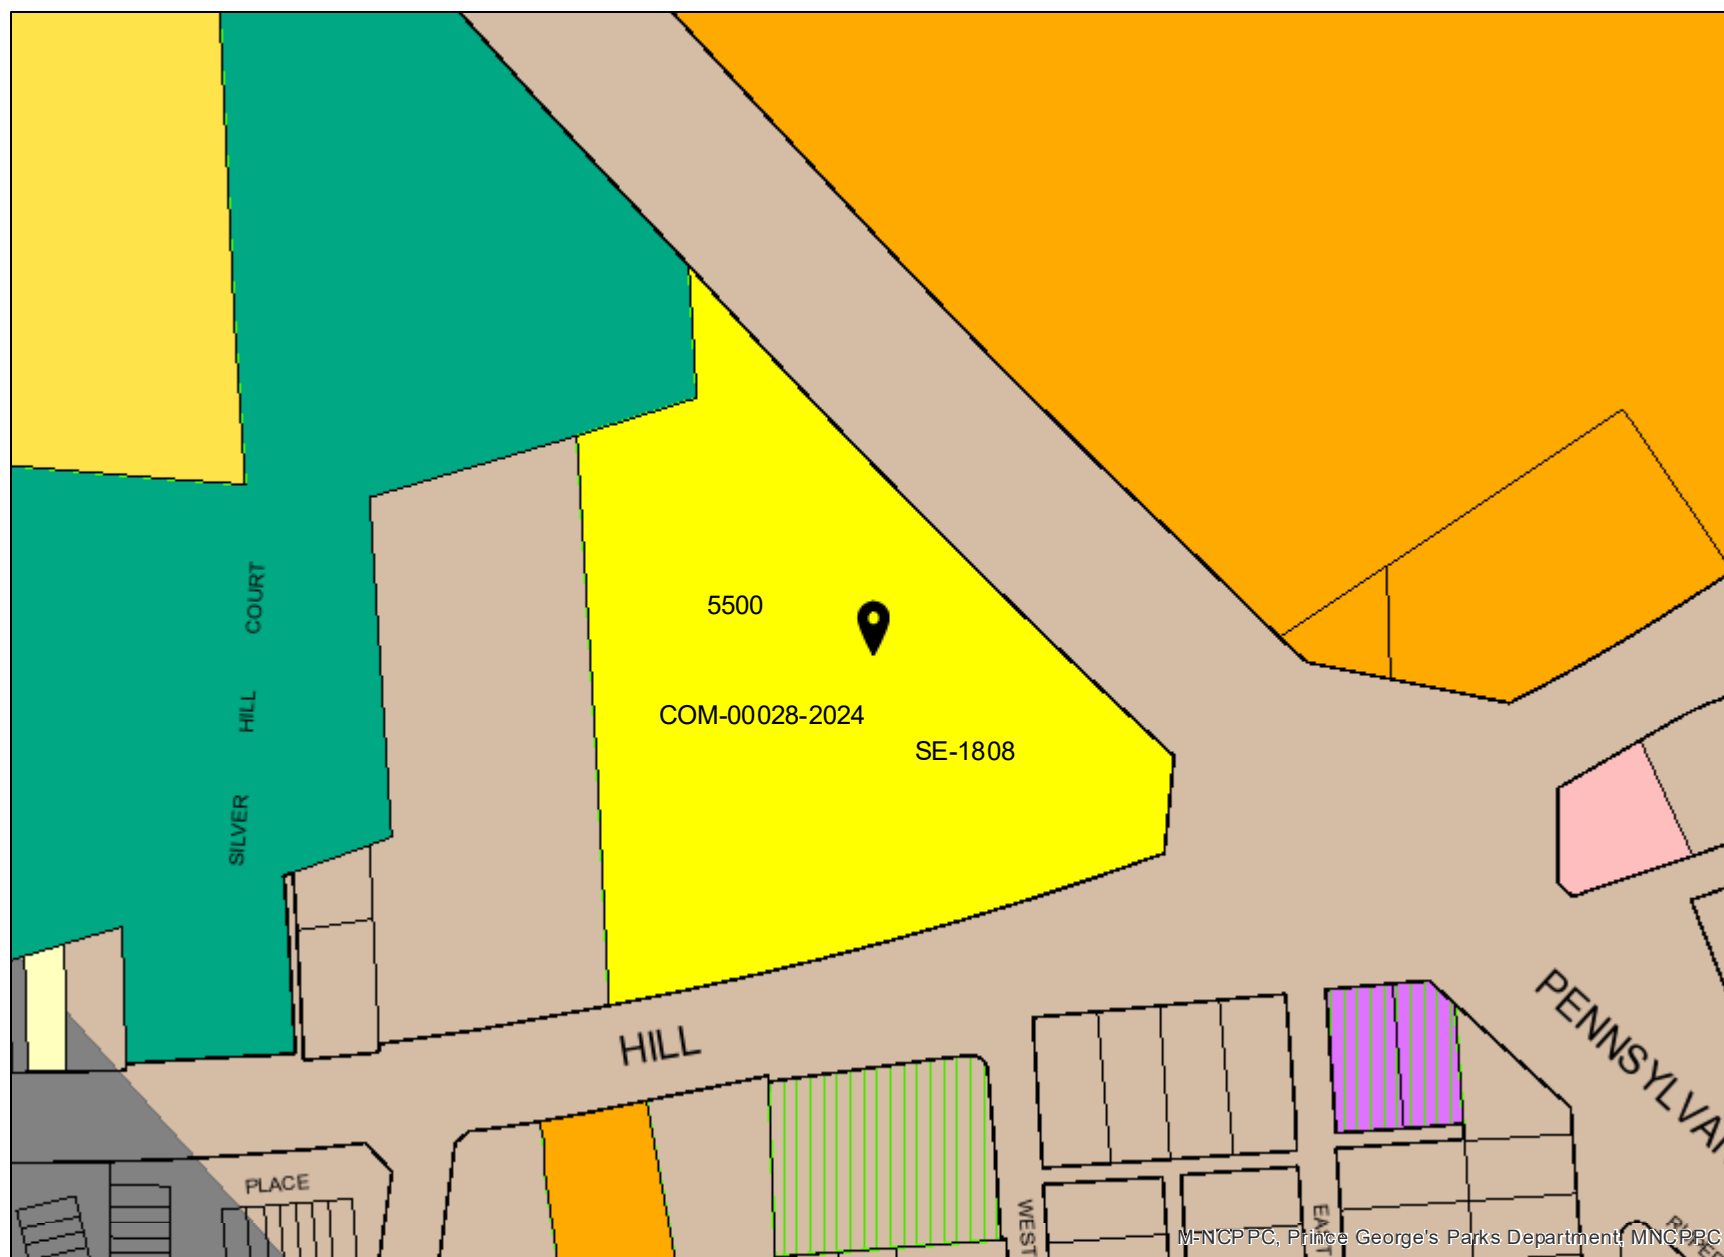 COURT
HILL
SILVER
5500
COM-00028-2024
SE-1808
HILL
PENNSYLVA
PLACE
WEST
EAST
M-NCPPC, Prince George's Parks Department, MNCPPC